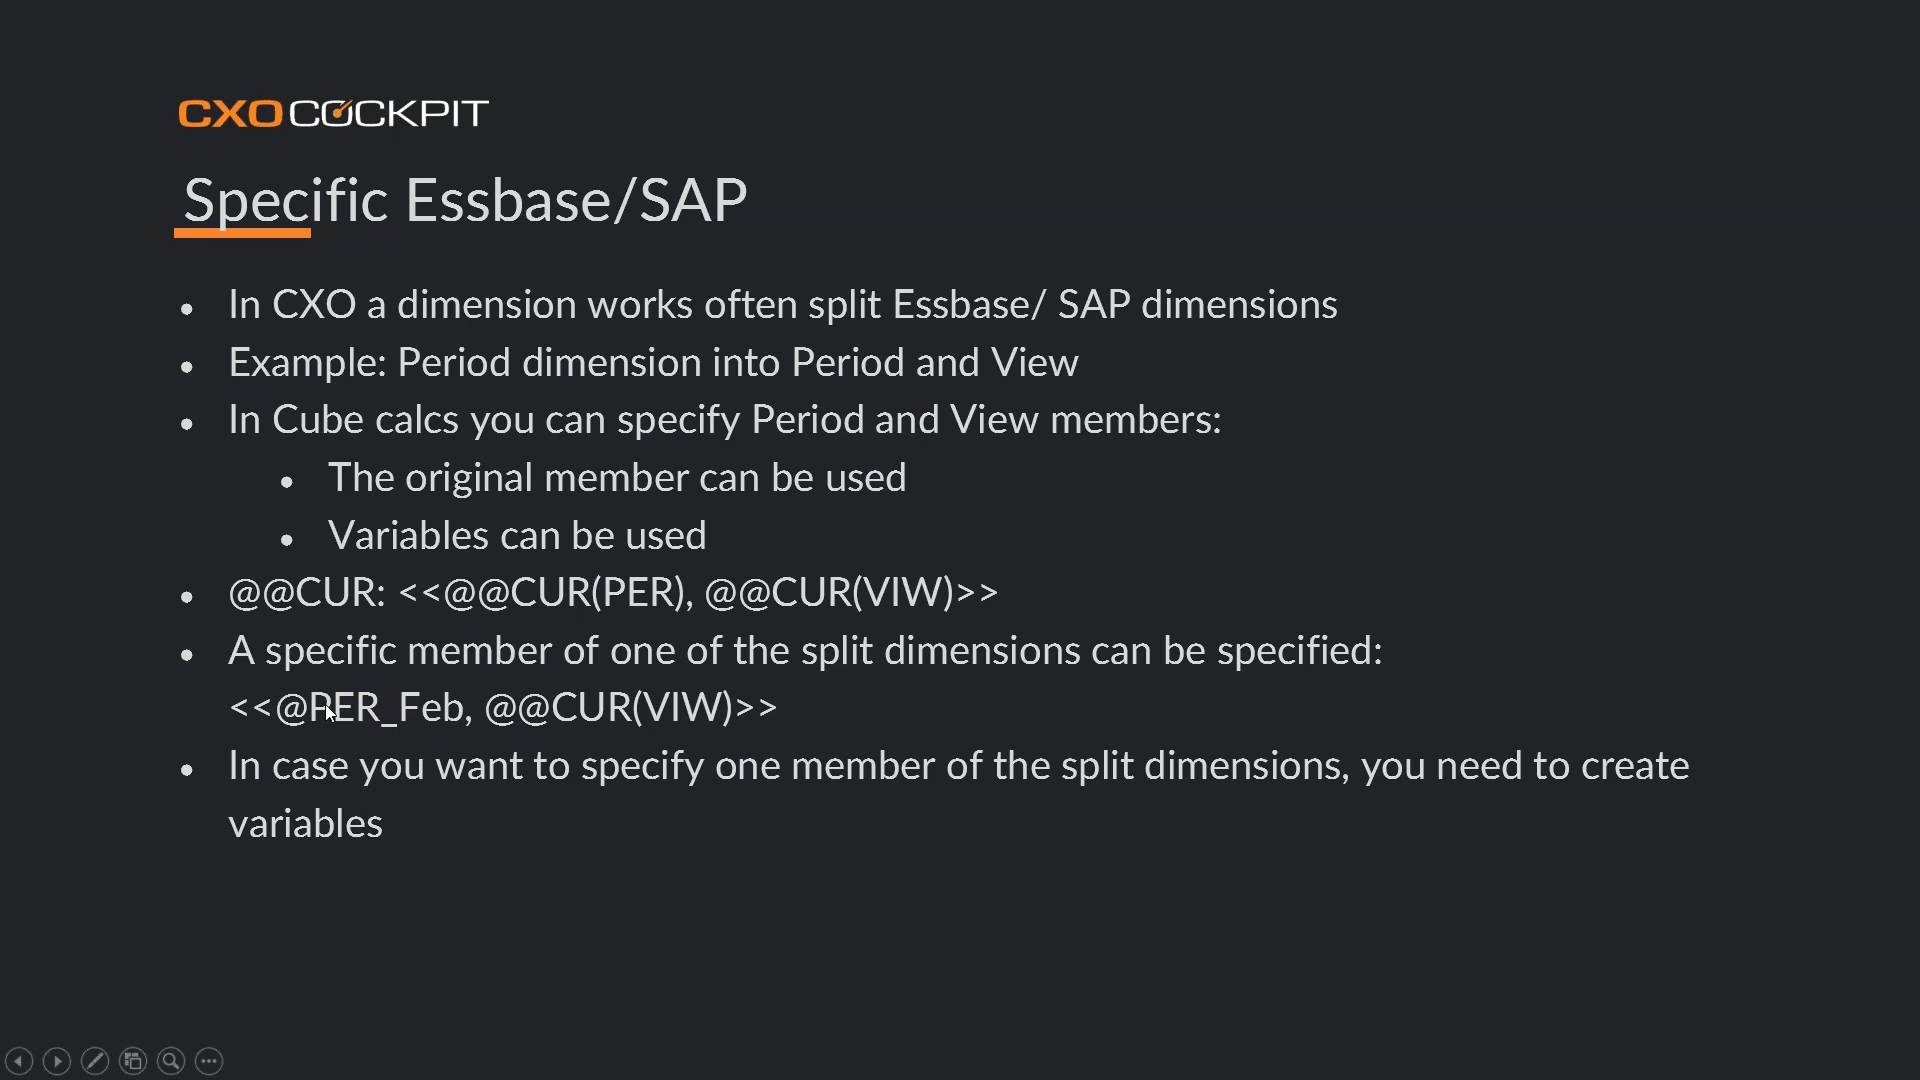 CXO COCKPIT
Specific Essbase/SAP
• In CXO a dimension works often split Essbase/ SAP dimensions
• Example: Period dimension into Period and View
• In Cube calcs you can specify Period and View members:
• The original member can be used
• Variables can be used
• @@CUR: <<@@CUR(PER), @@CUR(VIW)>>
• A specific member of one of the split dimensions can be specified:
<<@PER_Feb, @@CUR(VIW)>>
• In case you want to specify one member of the split dimensions, you need to create
variables